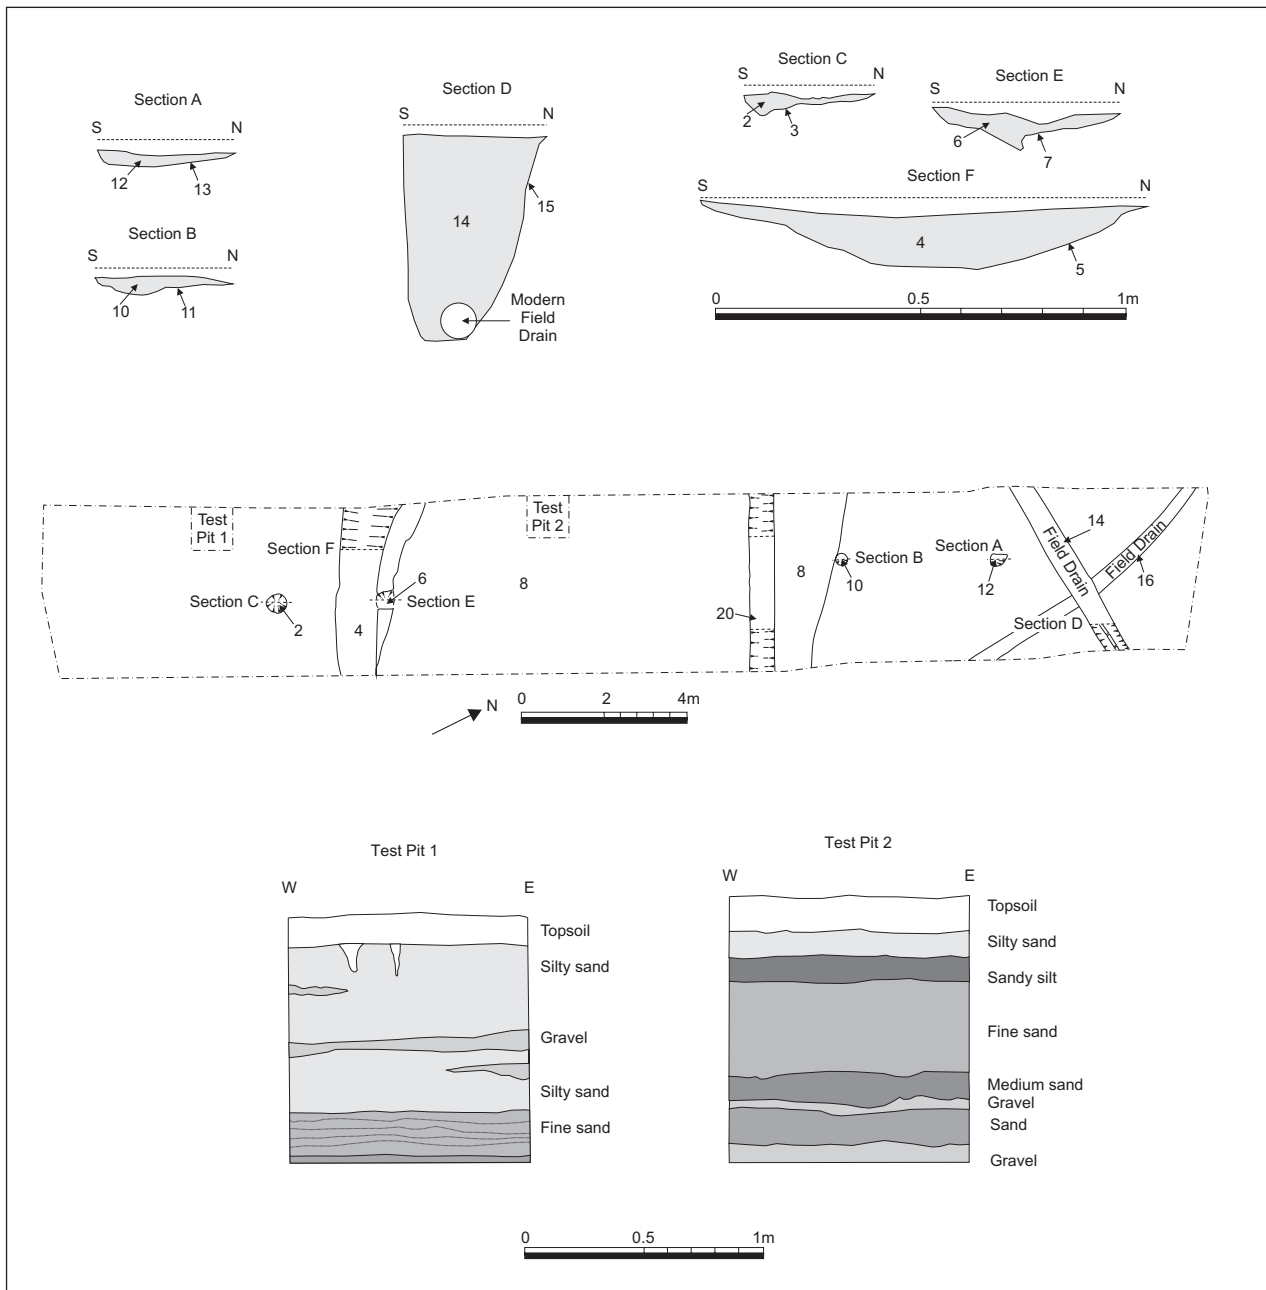 Section A
S N
12 13
Section B
S N
10 11
Section D
S N
14
15
Modern
Field
Drain
Section C
S N
2 3
Section E
S N
6
7
Section F
S N
4
5
0 0.5 1m
Test
Pit 1
Section F
Section C
2
4
6
Section E
Test
Pit 2
8
20
8
Section B
10
Section A
12
Field Drain
14
Field Drain
16
Section D
N
0 2 4m
Test Pit 1
W E
Topsoil
Silty sand
Gravel
Silty sand
Fine sand
Test Pit 2
W E
Topsoil
Silty sand
Sandy silt
Fine sand
Medium sand
Gravel
Sand
Gravel
0 0.5 1m